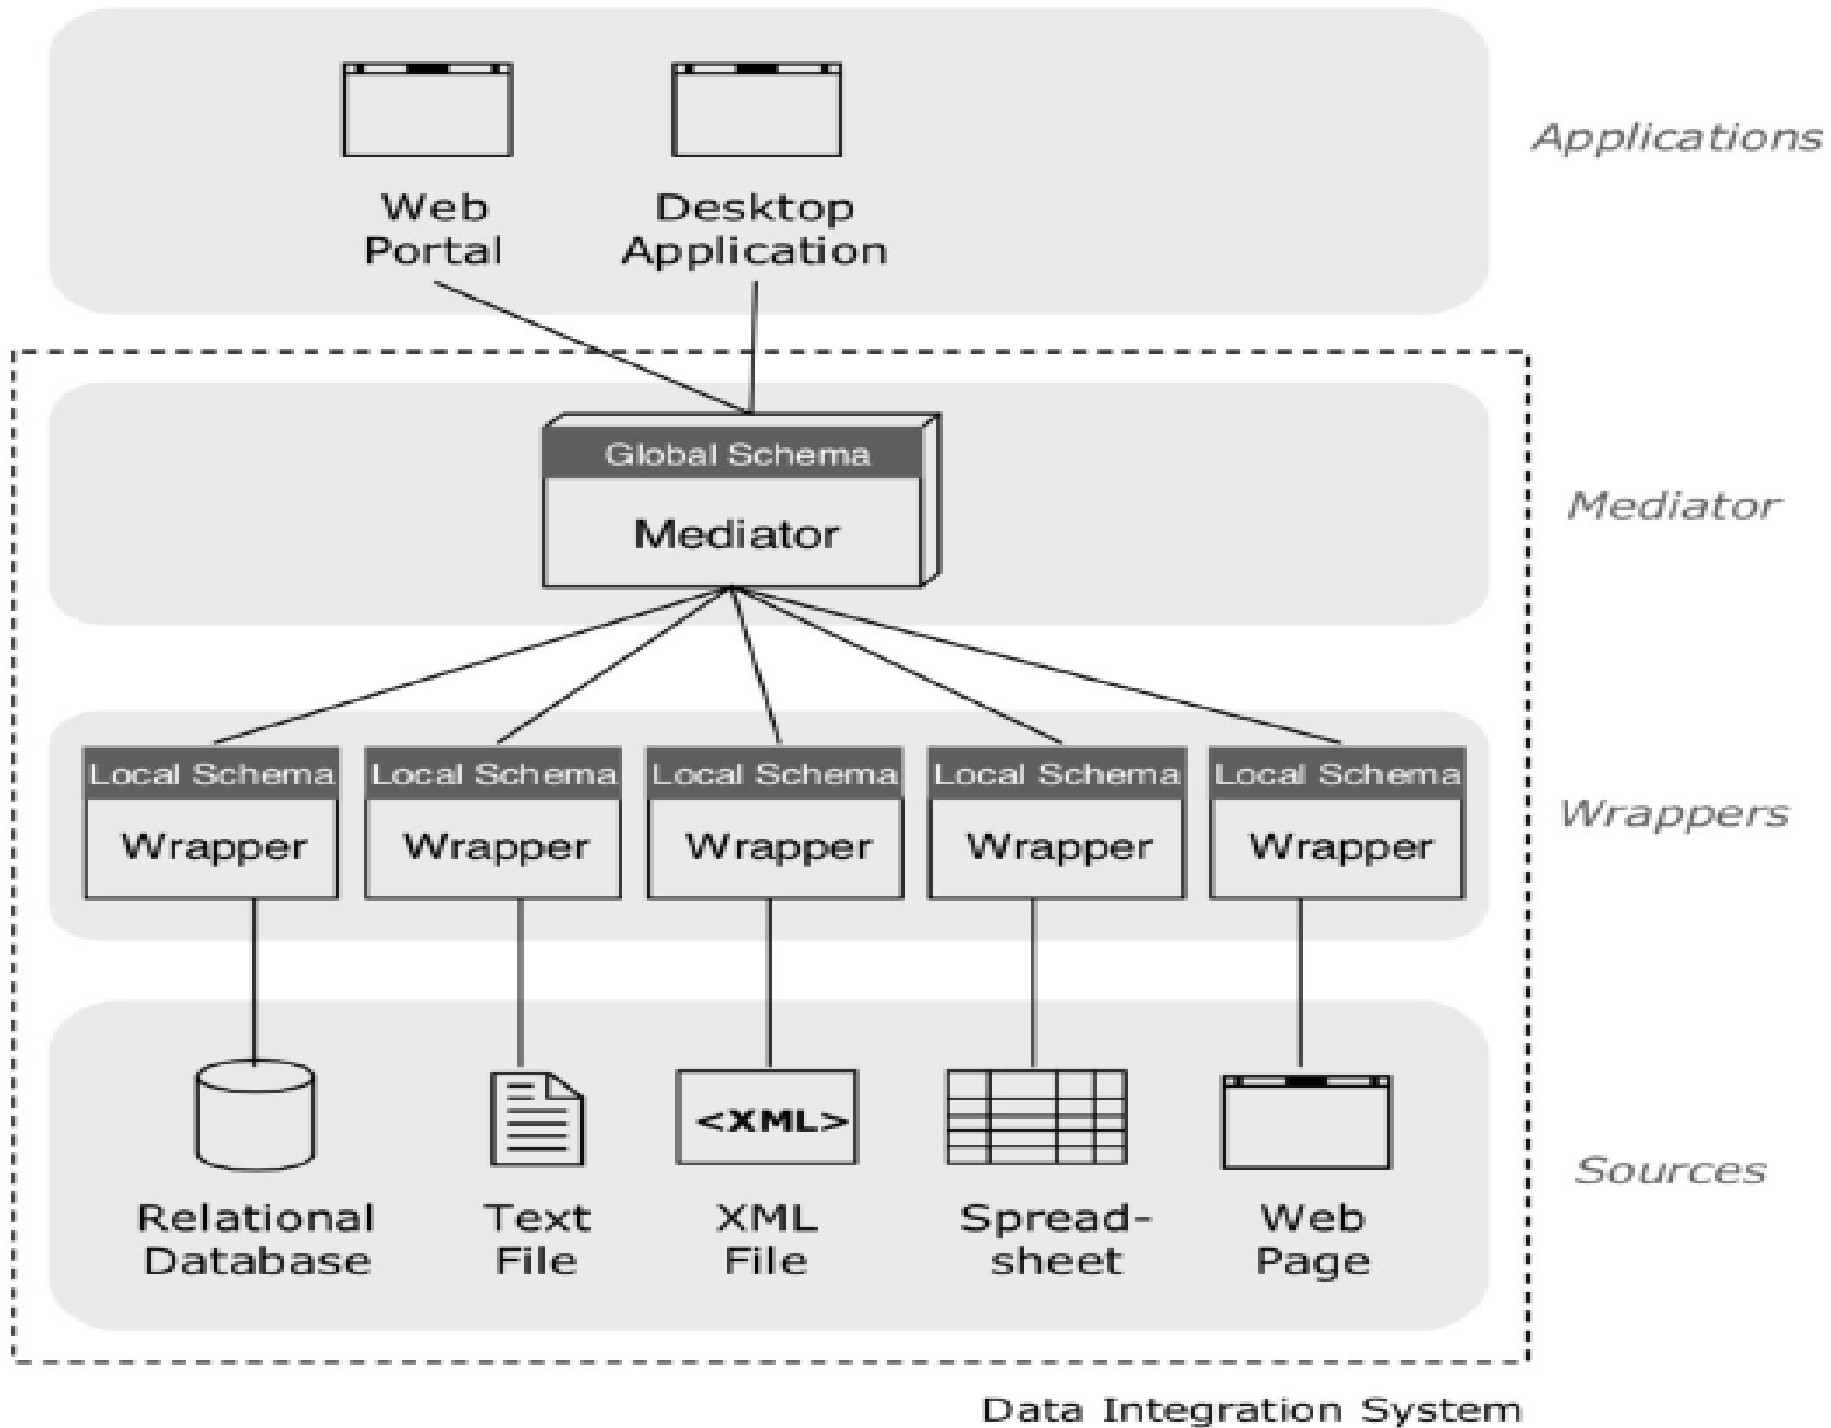 Web
Portal
Desktop
Application
Applications
Global Schema
Mediator
Mediator
Local Schema
Wrapper
Local Schema
Wrapper
Local Schema
Wrapper
Local Schema
Wrapper
Local Schema
Wrapper
Wrappers
<XML>
Relational
Database
Text
File
XML
File
Spread-
sheet
Web
Page
Sources
Data Integration System